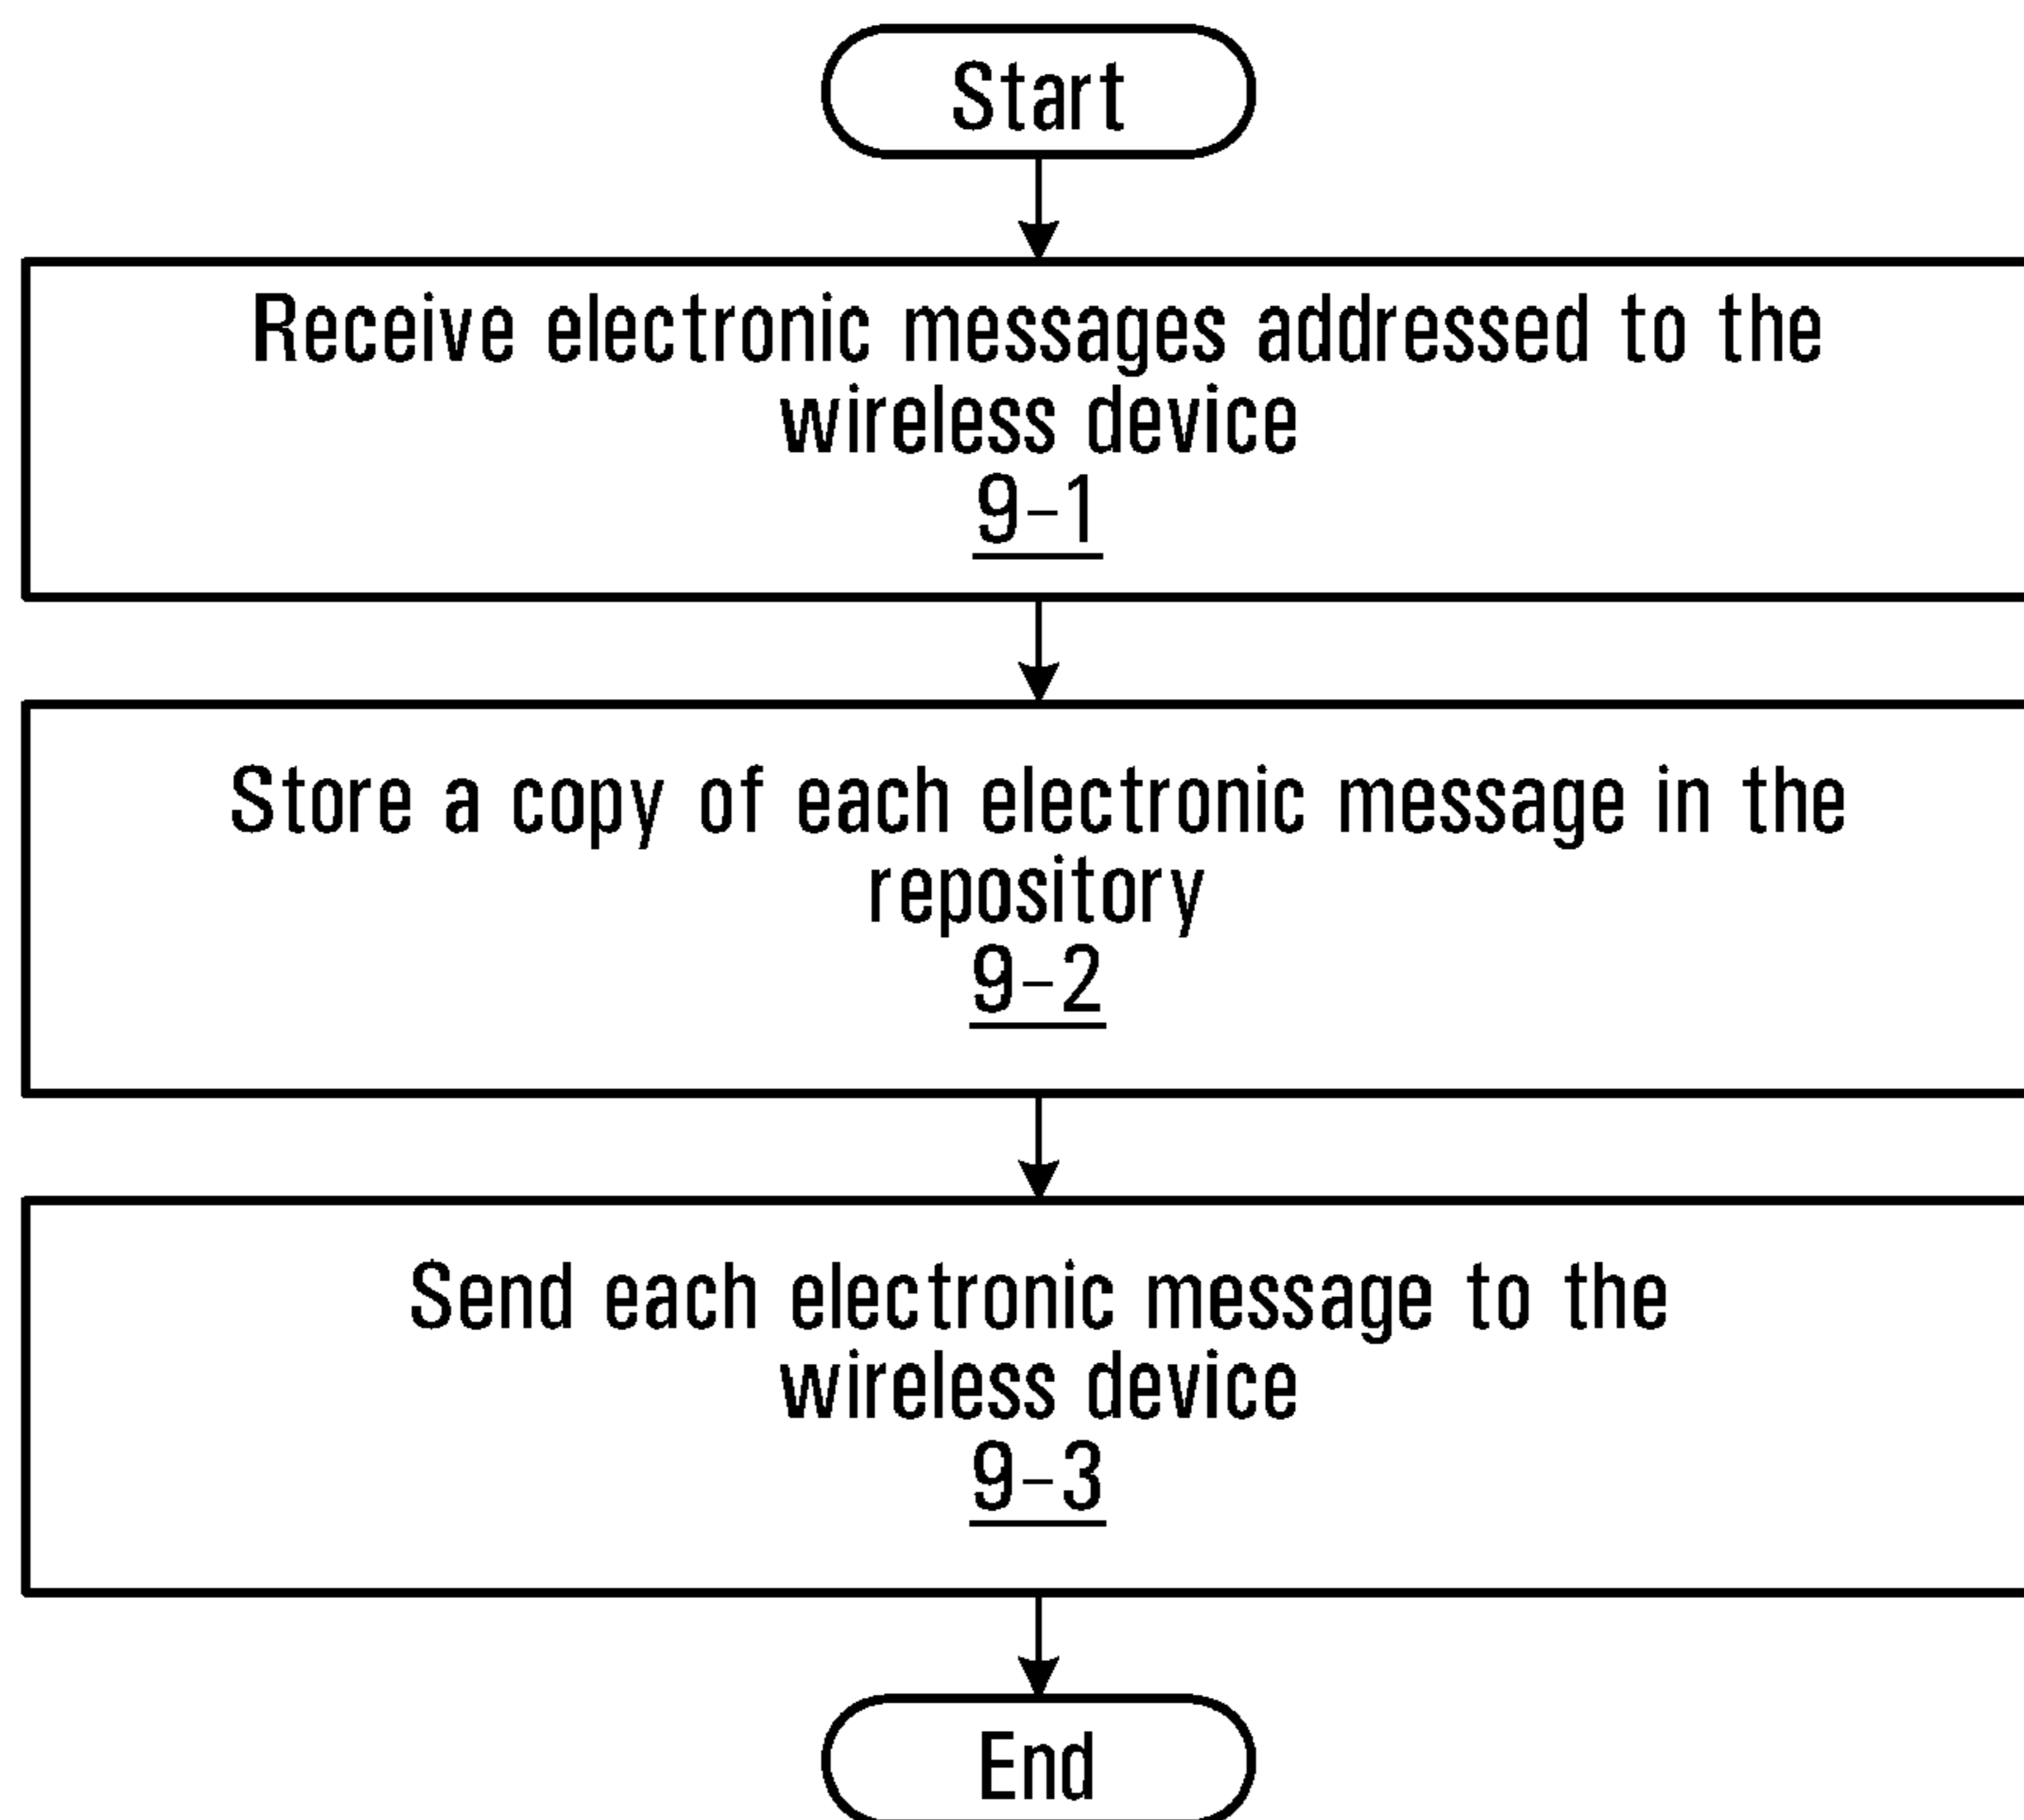 Start
Receive electronic messages addressed to the
wireless device
9-1
Store a copy of each electronic message in the
repository
9-2
Send each electronic message to the
wireless device
9-3
End